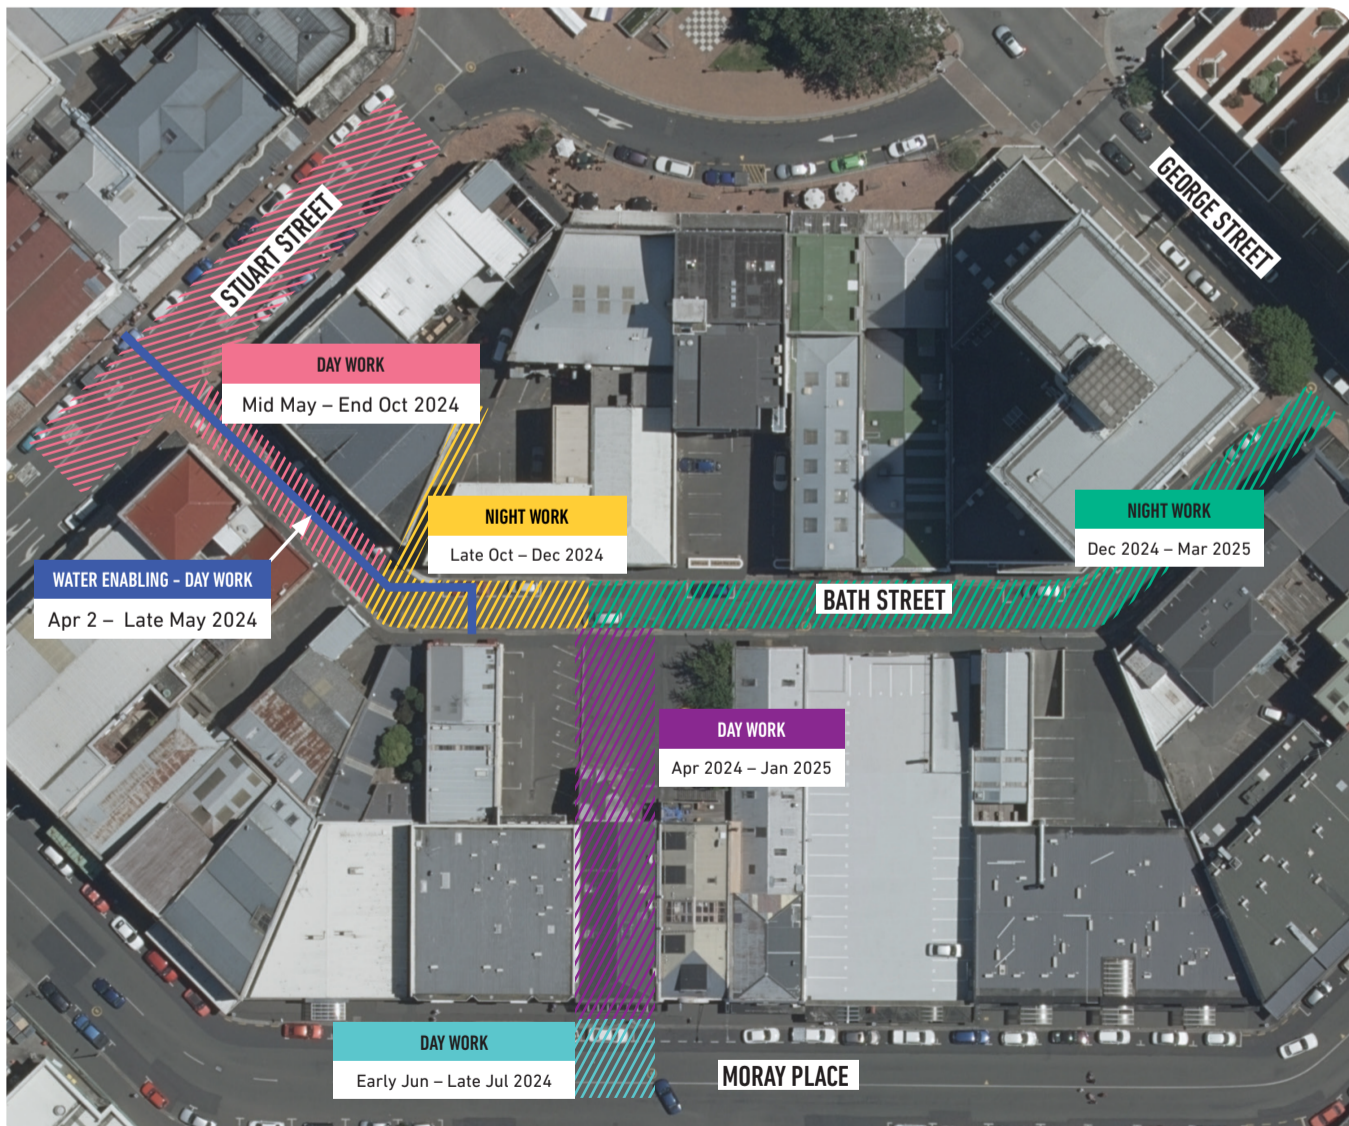 GEORGE STREET
STUART STREET
DAY WORK
Mid May – End Oct 2024
NIGHT WORK
Late Oct – Dec 2024
NIGHT WORK
Dec 2024 – Mar 2025
WATER ENABLING - DAY WORK
Apr 2 – Late May 2024
BATH STREET
DAY WORK
Apr 2024 – Jan 2025
DAY WORK
Early Jun – Late Jul 2024
MORAY PLACE